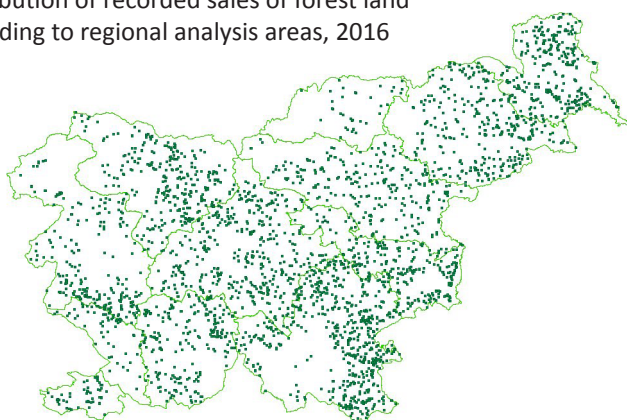 bution of recorded sales of forest land
ding to regional analysis areas, 2016